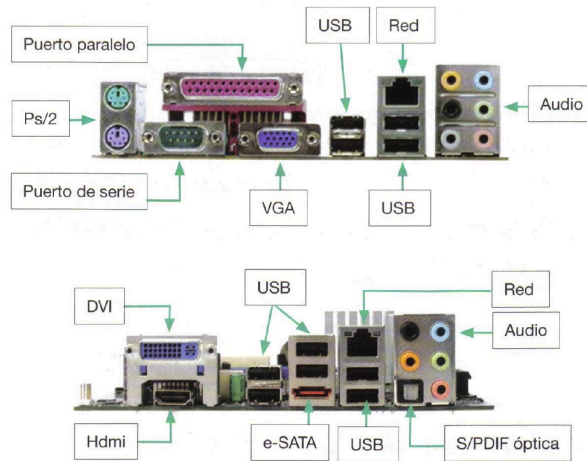 USB
Red
Puerto paralelo
Ps/2
Audio
Puerto de serie
VGA
USB
DVI
USB
Red
Audio
Hdmi
e-SATA
USB
S/PDIF óptica